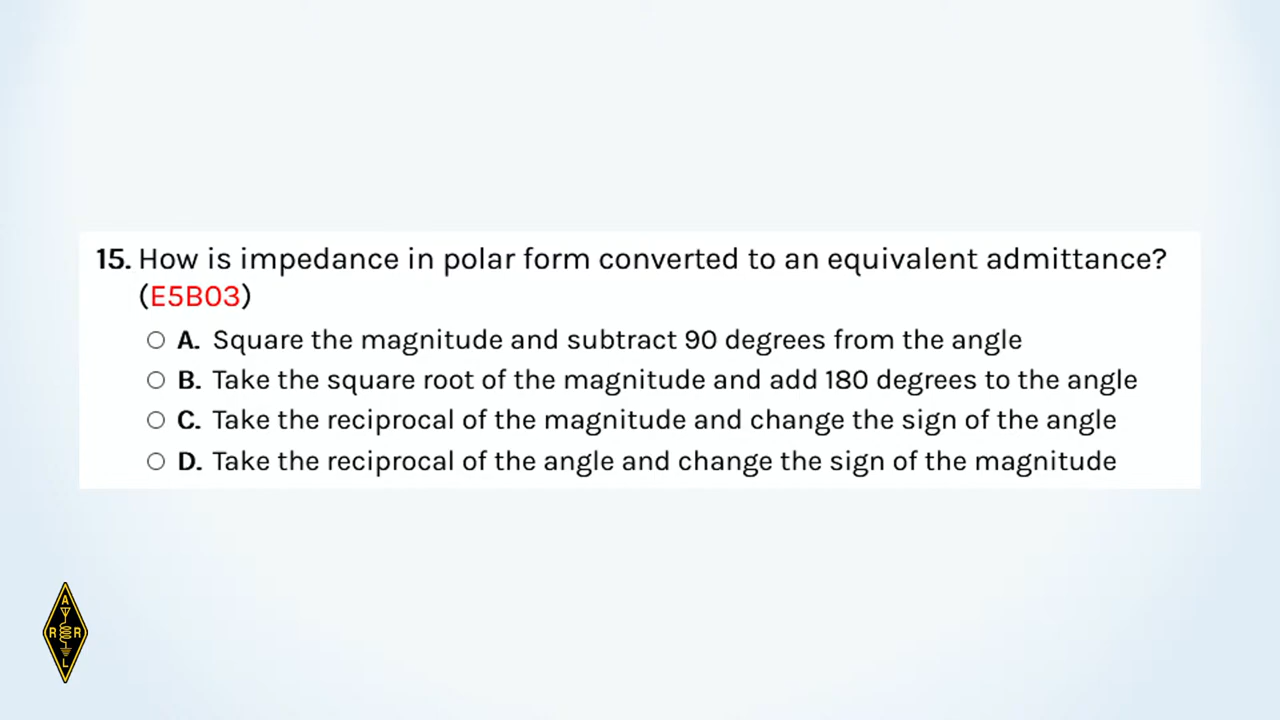 15. How is impedance in polar form converted to an equivalent admittance?
(E5B03)
A. Square the magnitude and subtract 90 degrees from the angle
B. Take the square root of the magnitude and add 180 degrees to the angle
C. Take the reciprocal of the magnitude and change the sign of the angle
D. Take the reciprocal of the angle and change the sign of the magnitude
A
R R
L